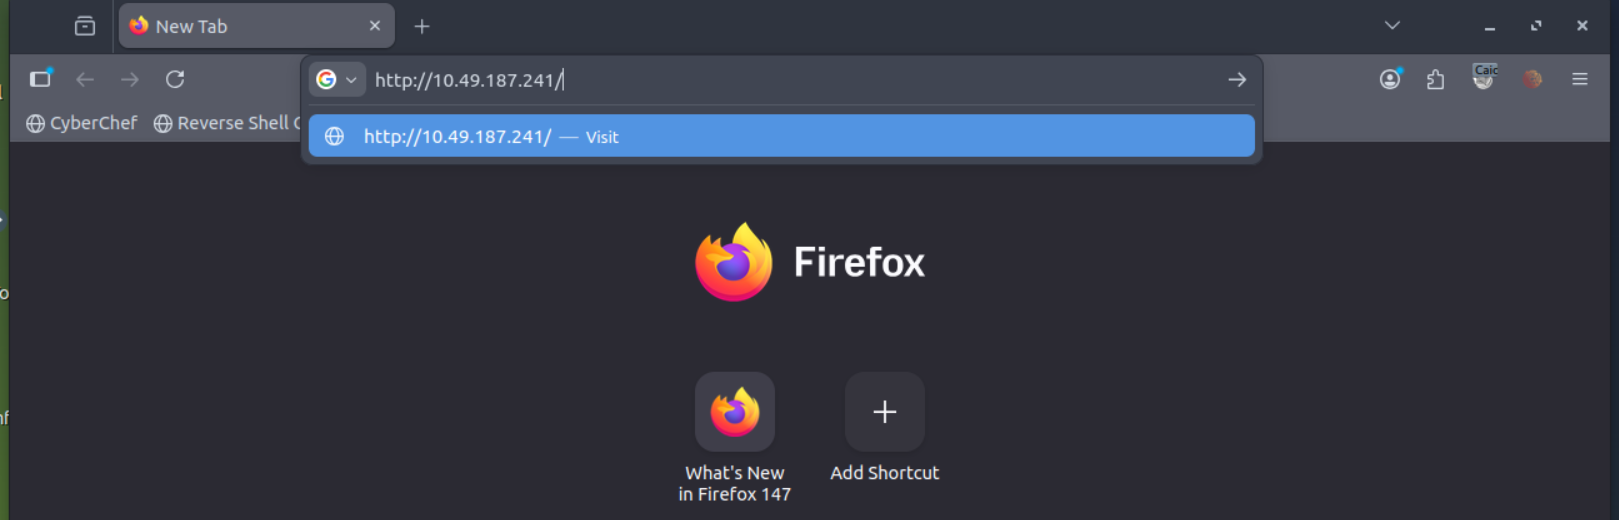 New Tab
http://10.49.187.241/
CyberChef Reverse Shell
http://10.49.187.241/ — Visit
Firefox
What's New
in Firefox 147
Add Shortcut